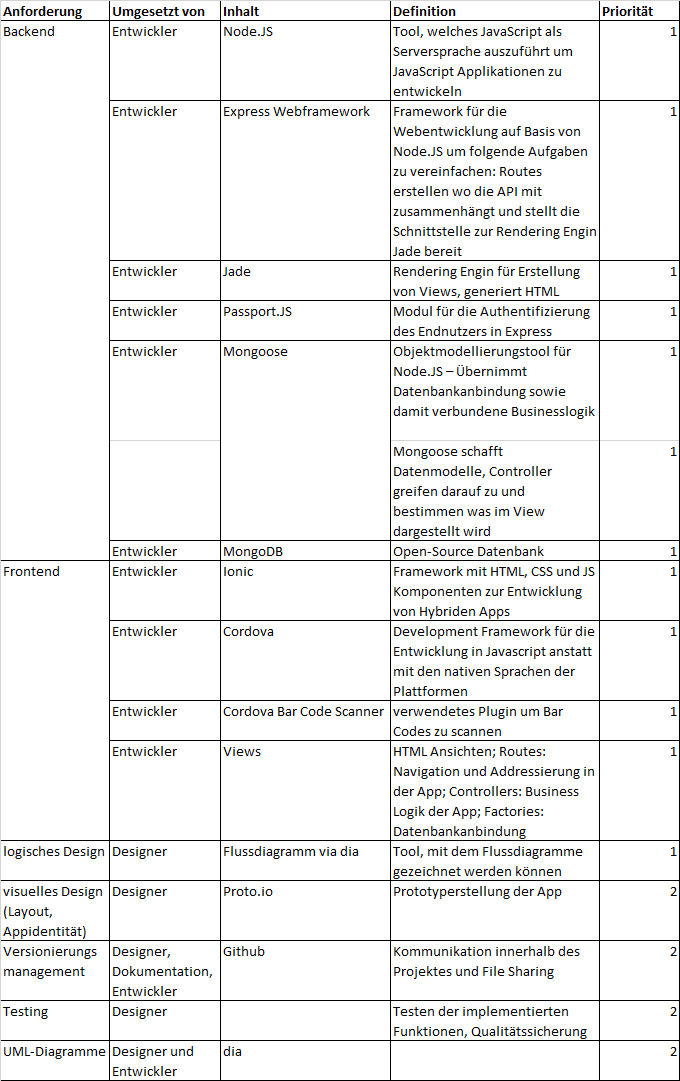 Anforderung Umgesetzt von Inhalt Definition Priorität
Backend Entwickler Node.JS Tool, welches JavaScript als 1
Serversprache auszuführt um
JavaScript Applikationen zu
entwickeln
Entwickler Express Webframework Framework für die 1
Webentwicklung auf Basis von
Node.JS um folgende Aufgaben
zu vereinfachen: Routes
erstellen wo die API mit
zusammenhängt und stellt die
Schnittstelle zur Rendering Engin
Jade bereit
Entwickler Jade Rendering Engin für Erstellung 1
von Views, generiert HTML
Entwickler Passport.JS Modul für die Authentifizierung 1
des Endnutzers in Express
Entwickler Mongoose Objektmodellierungstool für 1
Node.JS – Übernimmt
Datenbankanbindung sowie
damit verbundene Businesslogik
Mongoose schafft 1
Datenmodelle, Controller
greifen darauf zu und
bestimmen was im View
dargestellt wird
Entwickler MongoDB Open-Source Datenbank 1
Frontend Entwickler Ionic Framework mit HTML, CSS und JS 1
Komponenten zur Entwicklung
von Hybriden Apps
Entwickler Cordova Development Framework für die 1
Entwicklung in Javascript anstatt
mit den nativen Sprachen der
Plattformen
Entwickler Cordova Bar Code Scanner verwendetes Plugin um Bar 1
Codes zu scannen
Entwickler Views HTML Ansichten; Routes: 1
Navigation und Addressierung in
der App; Controllers: Business
Logik der App; Factories:
Datenbankanbindung
logisches Design Designer Flussdiagramm via dia Tool, mit dem Flussdiagramme 1
gezeichnet werden können
visuelles Design Designer Proto.io Prototyperstellung der App 2
(Layout,
Appidentität)
Versionierungs Designer, Github Kommunikation innerhalb des 2
management Dokumentation, Projektes und File Sharing
Entwickler
Testing Designer Testen der implementierten 2
Funktionen, Qualitätssicherung
UML-Diagramme Designer und dia 2
Entwickler